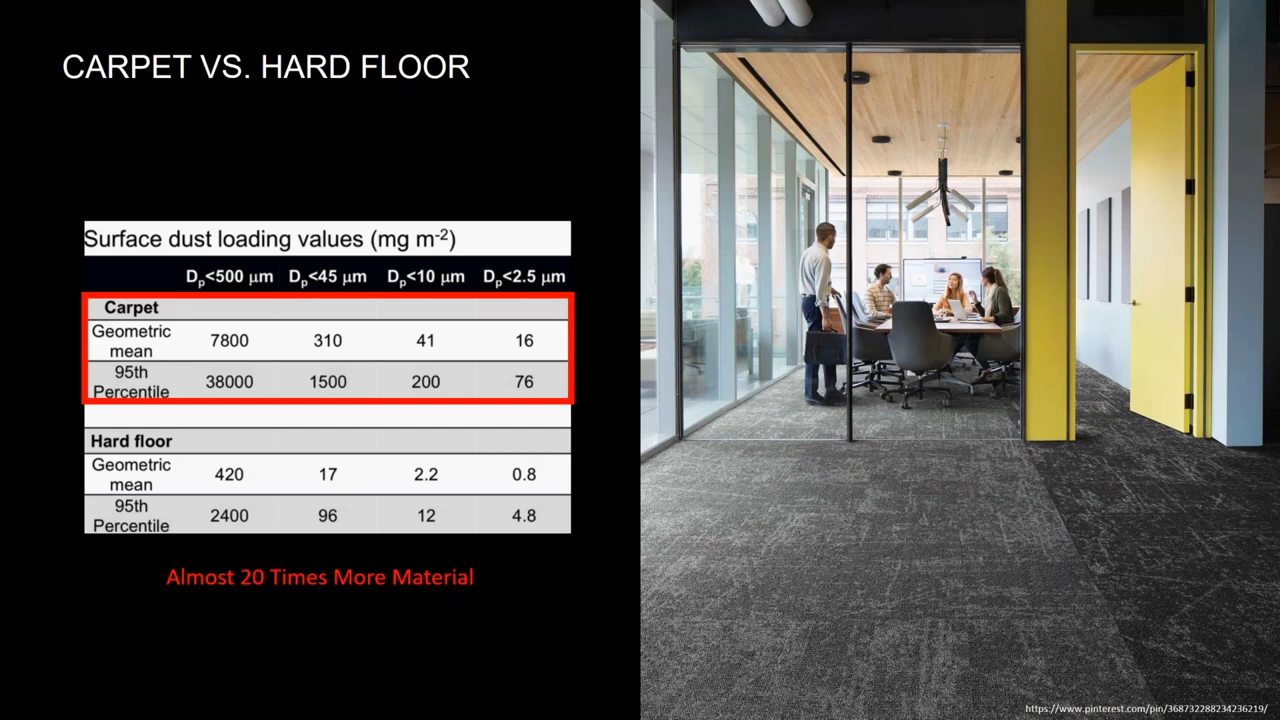 CARPET VS. HARD FLOOR
Surface dust loading values (mg m⁻²)
Dₚ<500 μm Dₚ<45 μm Dₚ<10 μm Dₚ<2.5 μm
Carpet
Geometric mean 7800 310 41 16
95th Percentile 38000 1500 200 76
Hard floor
Geometric mean 420 17 2.2 0.8
95th Percentile 2400 96 12 4.8
Almost 20 Times More Material
https://www.pinterest.com/pin/368732288234236219/